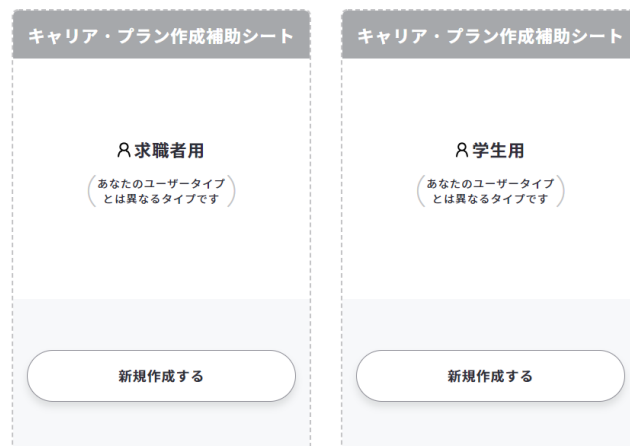 キャリア・プラン作成補助シート
求職者用
あなたのユーザータイプ
とは異なるタイプです
新規作成する
キャリア・プラン作成補助シート
学生用
あなたのユーザータイプ
とは異なるタイプです
新規作成する